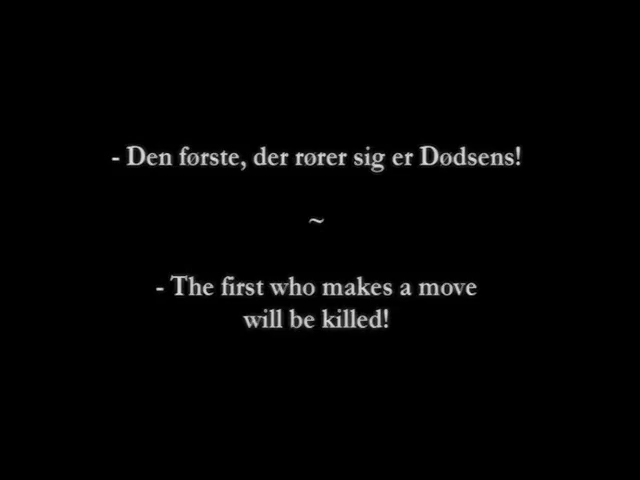 - Den første, der rører sig er Dødsens!
~
- The first who makes a move
will be killed!